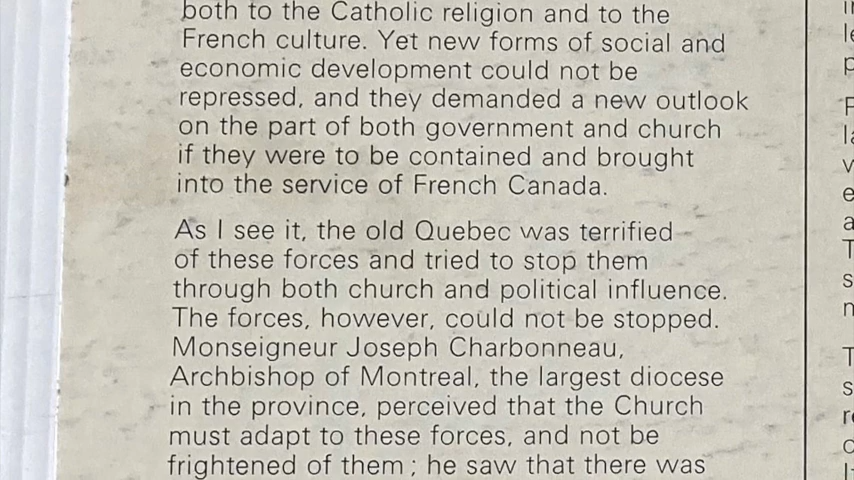 both to the Catholic religion and to the
French culture. Yet new forms of social and
economic development could not be
repressed, and they demanded a new outlook
on the part of both government and church
if they were to be contained and brought
into the service of French Canada.
As I see it, the old Quebec was terrified
of these forces and tried to stop them
through both church and political influence.
The forces, however, could not be stopped.
Monseigneur Joseph Charbonneau,
Archbishop of Montreal, the largest diocese
in the province, perceived that the Church
must adapt to these forces, and not be
frightened of them ; he saw that there was